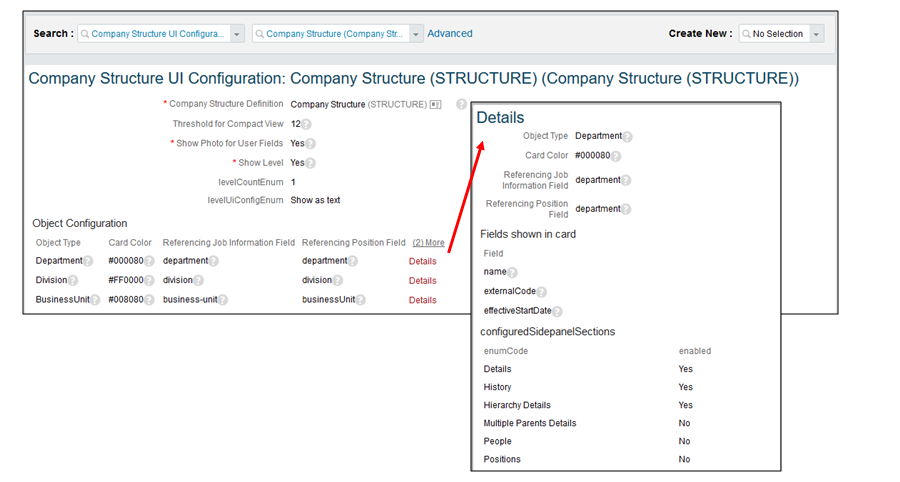 Search : Company Structure UI Configura... Company Structure (Company Str... Advanced Create New : No Selection
Company Structure UI Configuration: Company Structure (STRUCTURE) (Company Structure (STRUCTURE))
* Company Structure Definition Company Structure (STRUCTURE)
Threshold for Compact View 12
* Show Photo for User Fields Yes
* Show Level Yes
levelCountEnum 1
levelUiConfigEnum Show as text
Object Configuration
Object Type Card Color Referencing Job Information Field Referencing Position Field (2) More
Department #000080 department department Details
Division #FF0000 division division Details
BusinessUnit #008080 business-unit businessUnit Details
Details
Object Type Department
Card Color #000080
Referencing Job
Information Field department
Referencing Position
Field department
Fields shown in card
Field
name
externalCode
effectiveStartDate
configuredSidepanelSections
enumCode enabled
Details Yes
History Yes
Hierarchy Details Yes
Multiple Parents Details No
People No
Positions No